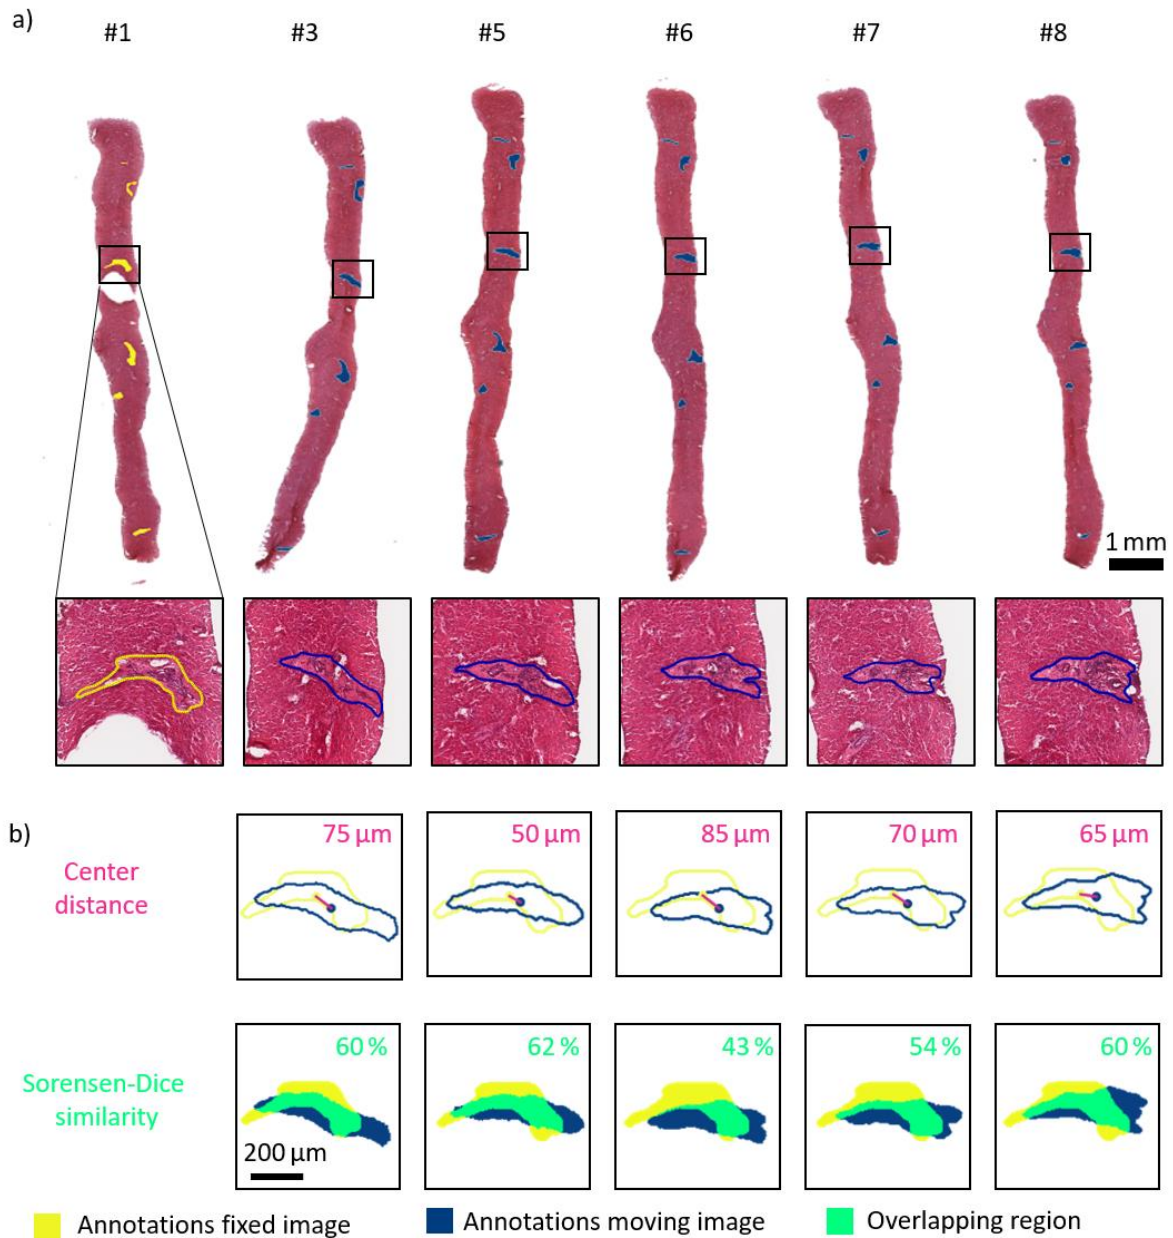 a)
#1 #3 #5 #6 #7 #8
1 mm
b)
Center
distance
75 µm 50 µm 85 µm 70 µm 65 µm
Sorensen-Dice
similarity
60 % 62 % 43 % 54 % 60 %
200 µm
Annotations fixed image Annotations moving image Overlapping region